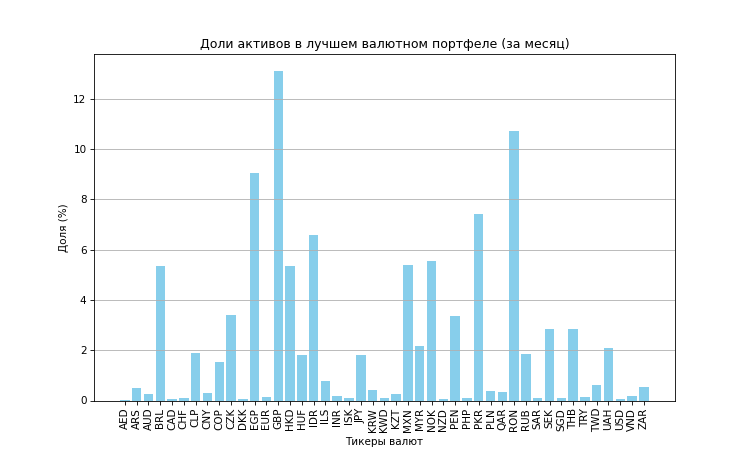 Доли активов в лучшем валютном портфеле (за месяц)
Доля (%)
12
10
8
6
4
2
0
AED
ARS
AUD
BRL
CAD
CHF
CLP
CNY
COP
CZK
DKK
EGP
EUR
GBP
HKD
HUF
IDR
ILS
INR
ISK
JPY
KRW
KWD
KZT
MXN
MYR
NOK
NZD
PEN
PHP
PKR
PLN
QAR
RON
RUB
SAR
SEK
SGD
THB
TRY
TWD
UAH
USD
VND
ZAR
Тикеры валют